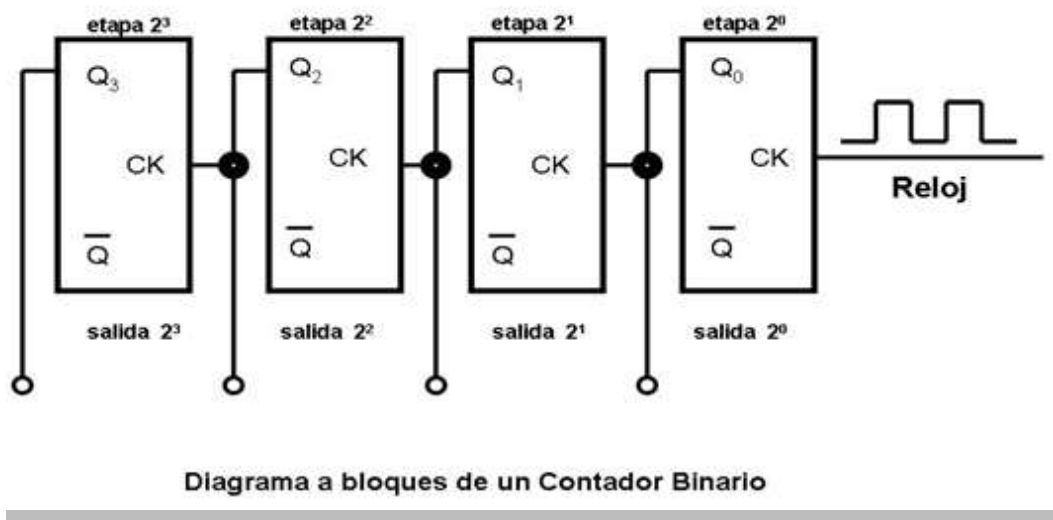 etapa 2³ etapa 2² etapa 2¹ etapa 2⁰
Q₃ Q₂ Q₁ Q₀
CK CK CK CK
Reloj
Q̅ Q̅ Q̅ Q̅
salida 2³ salida 2² salida 2¹ salida 2⁰
Diagrama a bloques de un Contador Binario